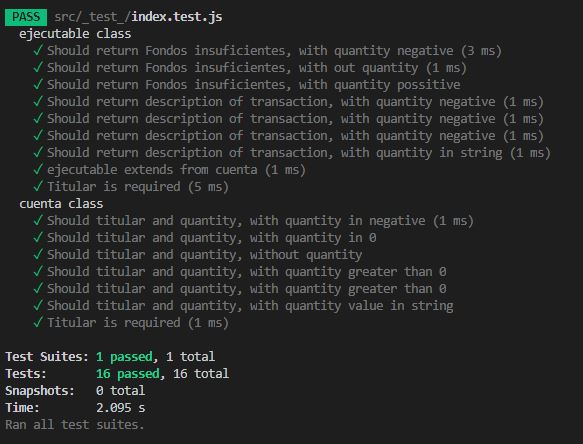 PASS src/_test_/index.test.js
ejecutable class
✓ Should return Fondos insuficientes, with quantity negative (3 ms)
✓ Should return Fondos insuficientes, with out quantity (1 ms)
✓ Should return Fondos insuficientes, with quantity possitive
✓ Should return description of transaction, with quantity negative (1 ms)
✓ Should return description of transaction, with quantity negative (1 ms)
✓ Should return description of transaction, with quantity negative (1 ms)
✓ Should return description of transaction, with quantity in string (1 ms)
✓ ejecutable extends from cuenta (1 ms)
✓ Titular is required (5 ms)
cuenta class
✓ Should titular and quantity, with quantity in negative (1 ms)
✓ Should titular and quantity, with quantity in 0
✓ Should titular and quantity, without quantity
✓ Should titular and quantity, with quantity greater than 0
✓ Should titular and quantity, with quantity greater than 0
✓ Should titular and quantity, with quantity value in string
✓ Titular is required (1 ms)
Test Suites: 1 passed, 1 total
Tests: 16 passed, 16 total
Snapshots: 0 total
Time: 2.095 s
Ran all test suites.